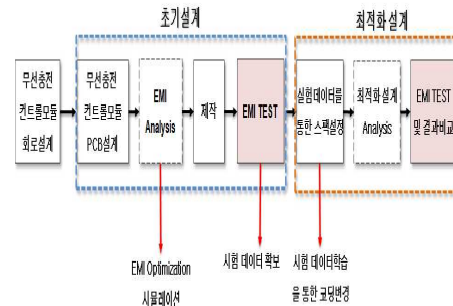 초기설계
최적화 설계
무선충전
컨트롤모듈
회로설계
무선충전
컨트롤모듈
PCB설계
EMI
Analysis
제작
EMI TEST
실험 데이터를
통한 스펙설정
최적화 설계
Analysis
EMI TEST
및 결과비교
EMI Optimization
시뮬레이션
시험 데이터 확보
시험 데이터학습
을 통한 코딩변경